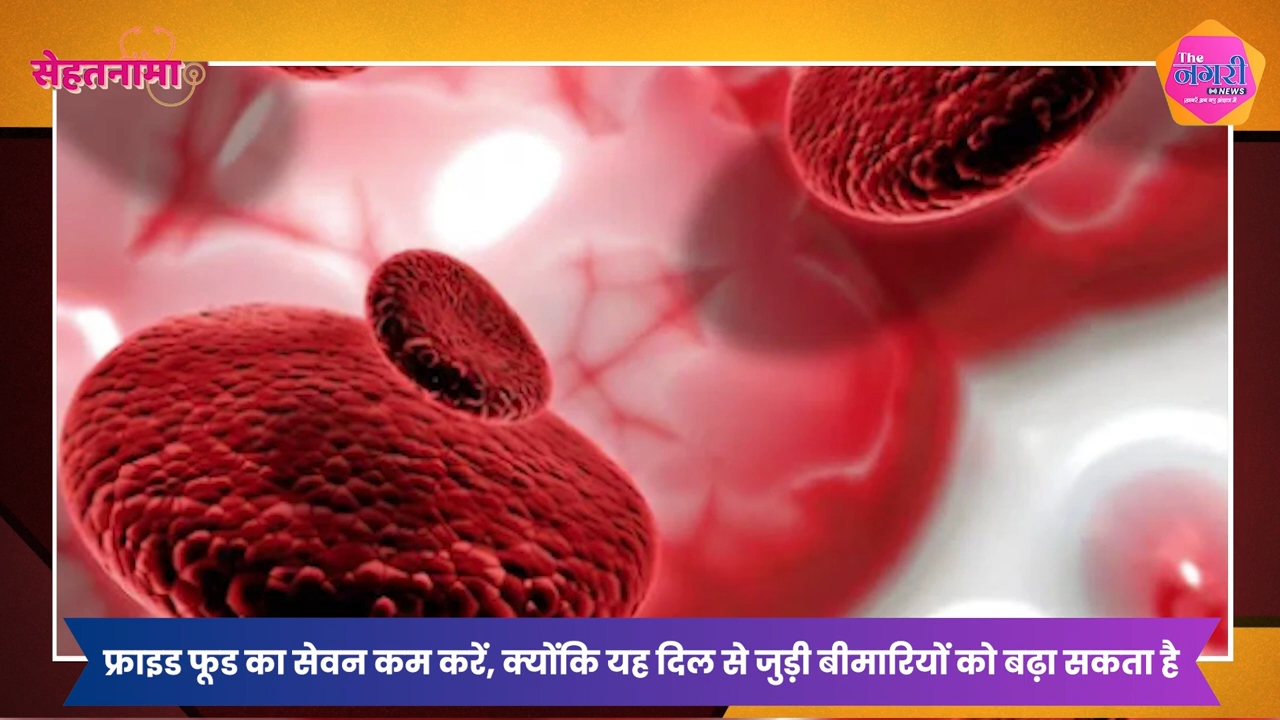 सेहतनामा
The
नगरी
NEWS
फ्राइड फूड का सेवन कम करें, क्योंकि यह दिल से जुड़ी बीमारियों को बढ़ा सकता है